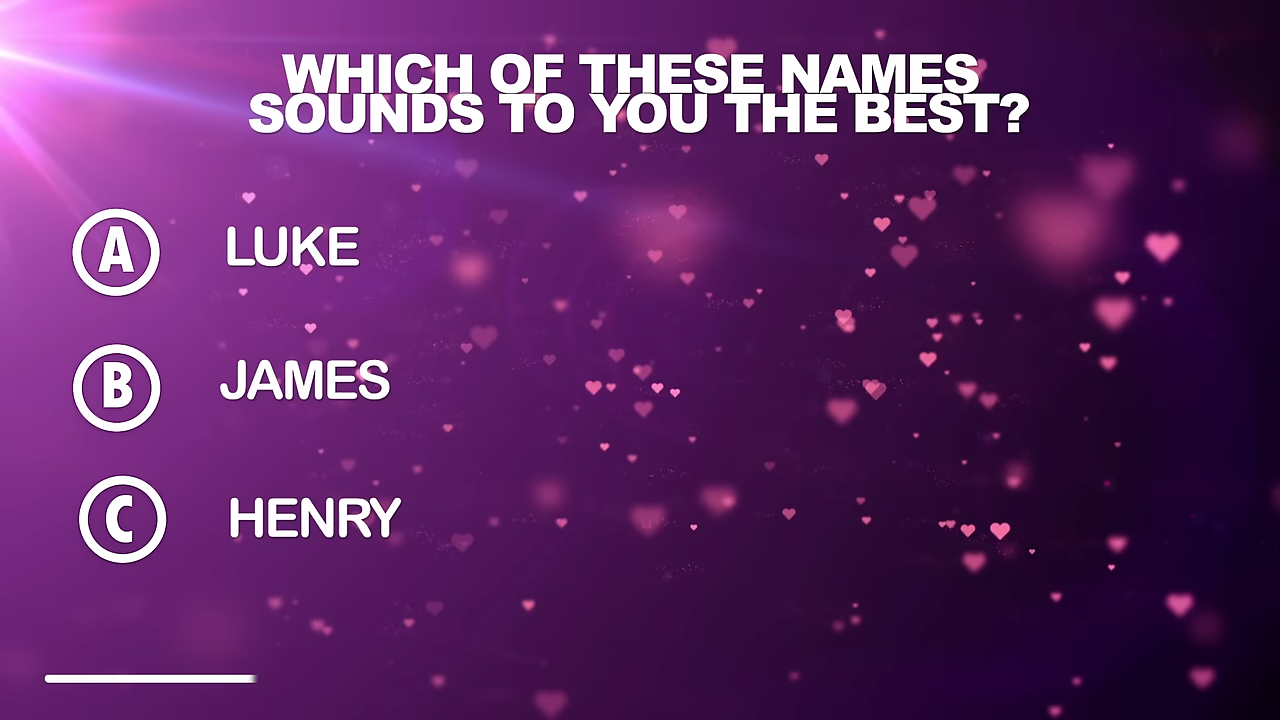 WHICH OF THESE NAMES
SOUNDS TO YOU THE BEST?
A LUKE
B JAMES
C HENRY